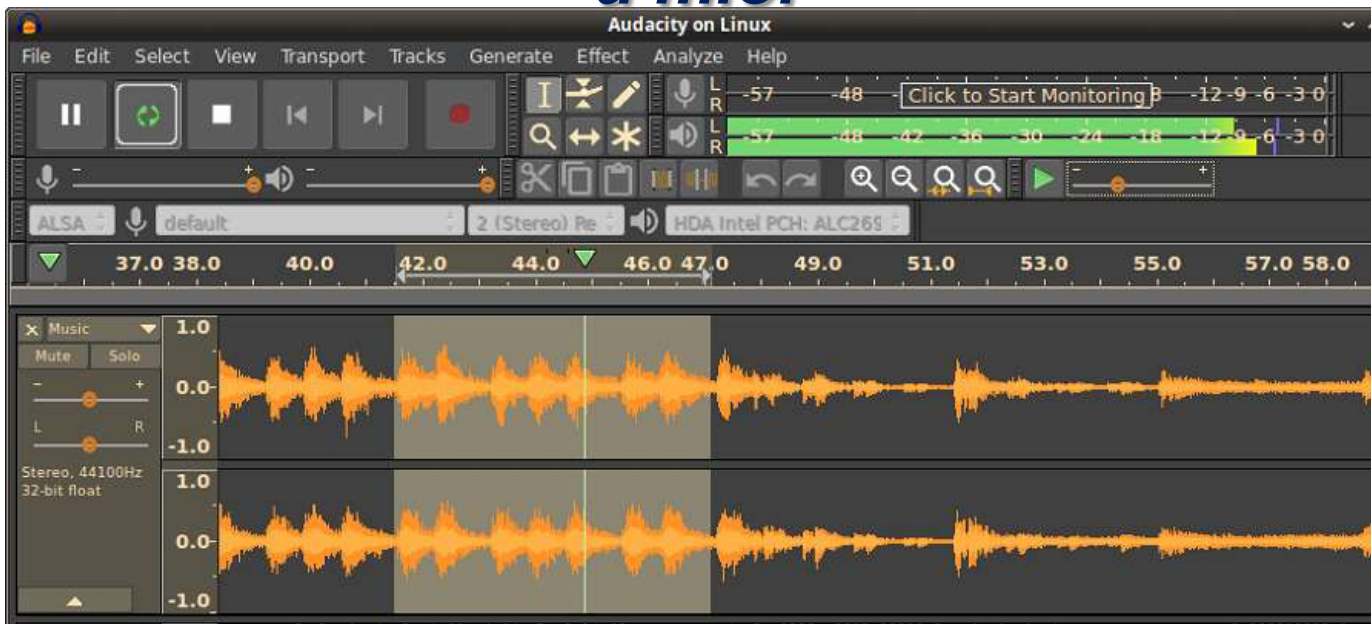 Audacity on Linux
File Edit Select View Transport Tracks Generate Effect Analyze Help
L
R
-57 -48 - Click to Start Monitoring 8 -12 -9 -6 -3 0
L
R
-57 -48 -42 -36 -30 -24 -18 -12 -9 -6 -3 0
- + - + - +
ALSA default 2 (Stereo) Re HDA Intel PCH: ALC269
37.0 38.0 40.0 42.0 44.0 46.0 47.0 49.0 51.0 53.0 55.0 57.0 58.0
x Music 1.0
Mute Solo
- + 0.0
L R
-1.0
Stereo, 44100Hz 1.0
32-bit float
0.0
-1.0